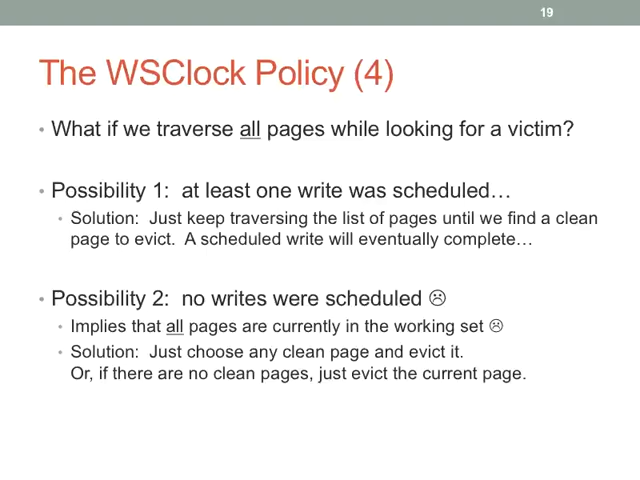 19
The WSClock Policy (4)
• What if we traverse all pages while looking for a victim?
• Possibility 1:  at least one write was scheduled…
• Solution:  Just keep traversing the list of pages until we find a clean
page to evict.  A scheduled write will eventually complete…
• Possibility 2:  no writes were scheduled ☹
• Implies that all pages are currently in the working set ☹
• Solution:  Just choose any clean page and evict it.
Or, if there are no clean pages, just evict the current page.